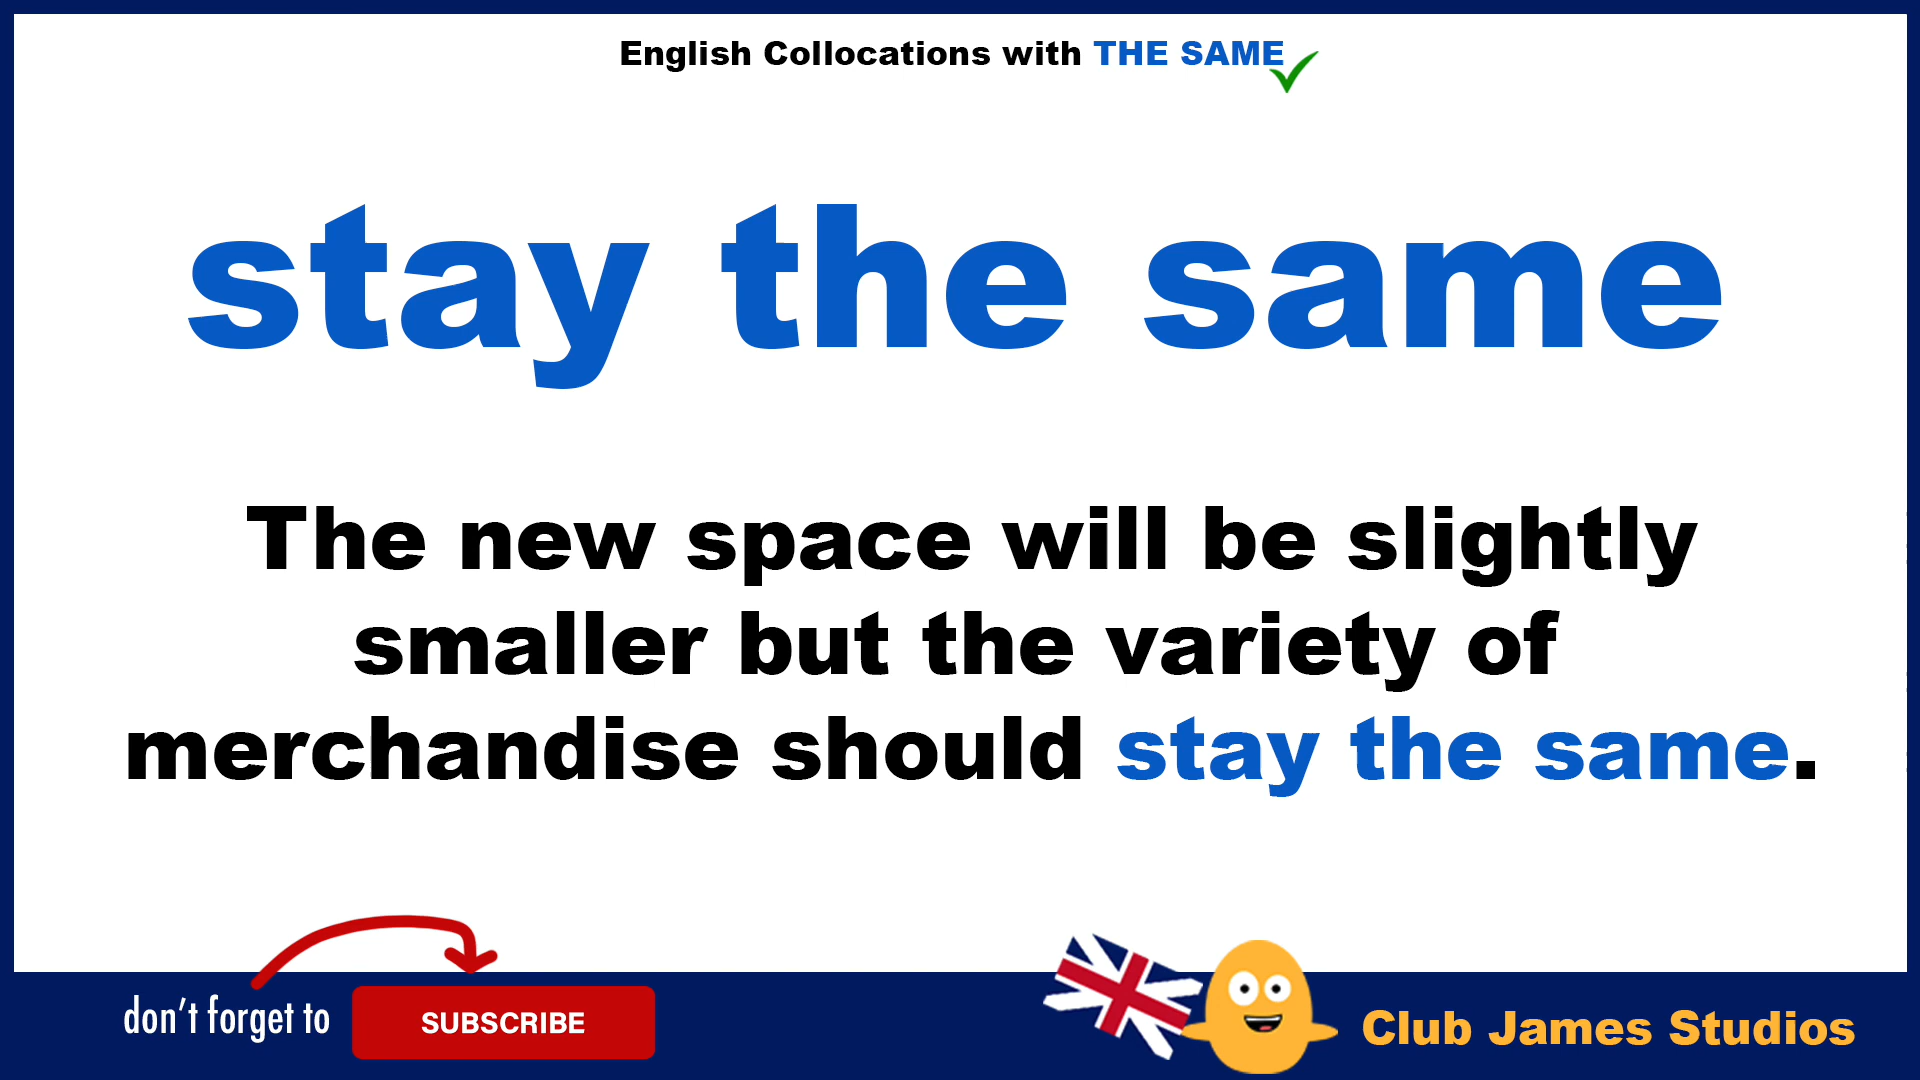 English Collocations with THE SAME
stay the same
The new space will be slightly
smaller but the variety of
merchandise should stay the same.
don't forget to
SUBSCRIBE
Club James Studios